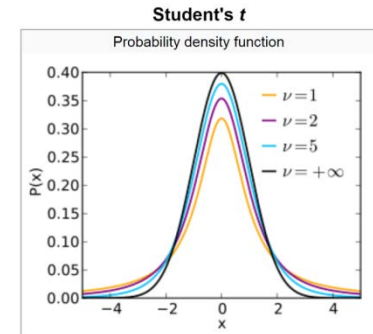 Student's t
Probability density function
0.40
0.35
0.30
0.25
0.20
0.15
0.10
0.05
0.00
P(x)
ν=1
ν=2
ν=5
ν=+∞
−4
−2
0
2
4
x